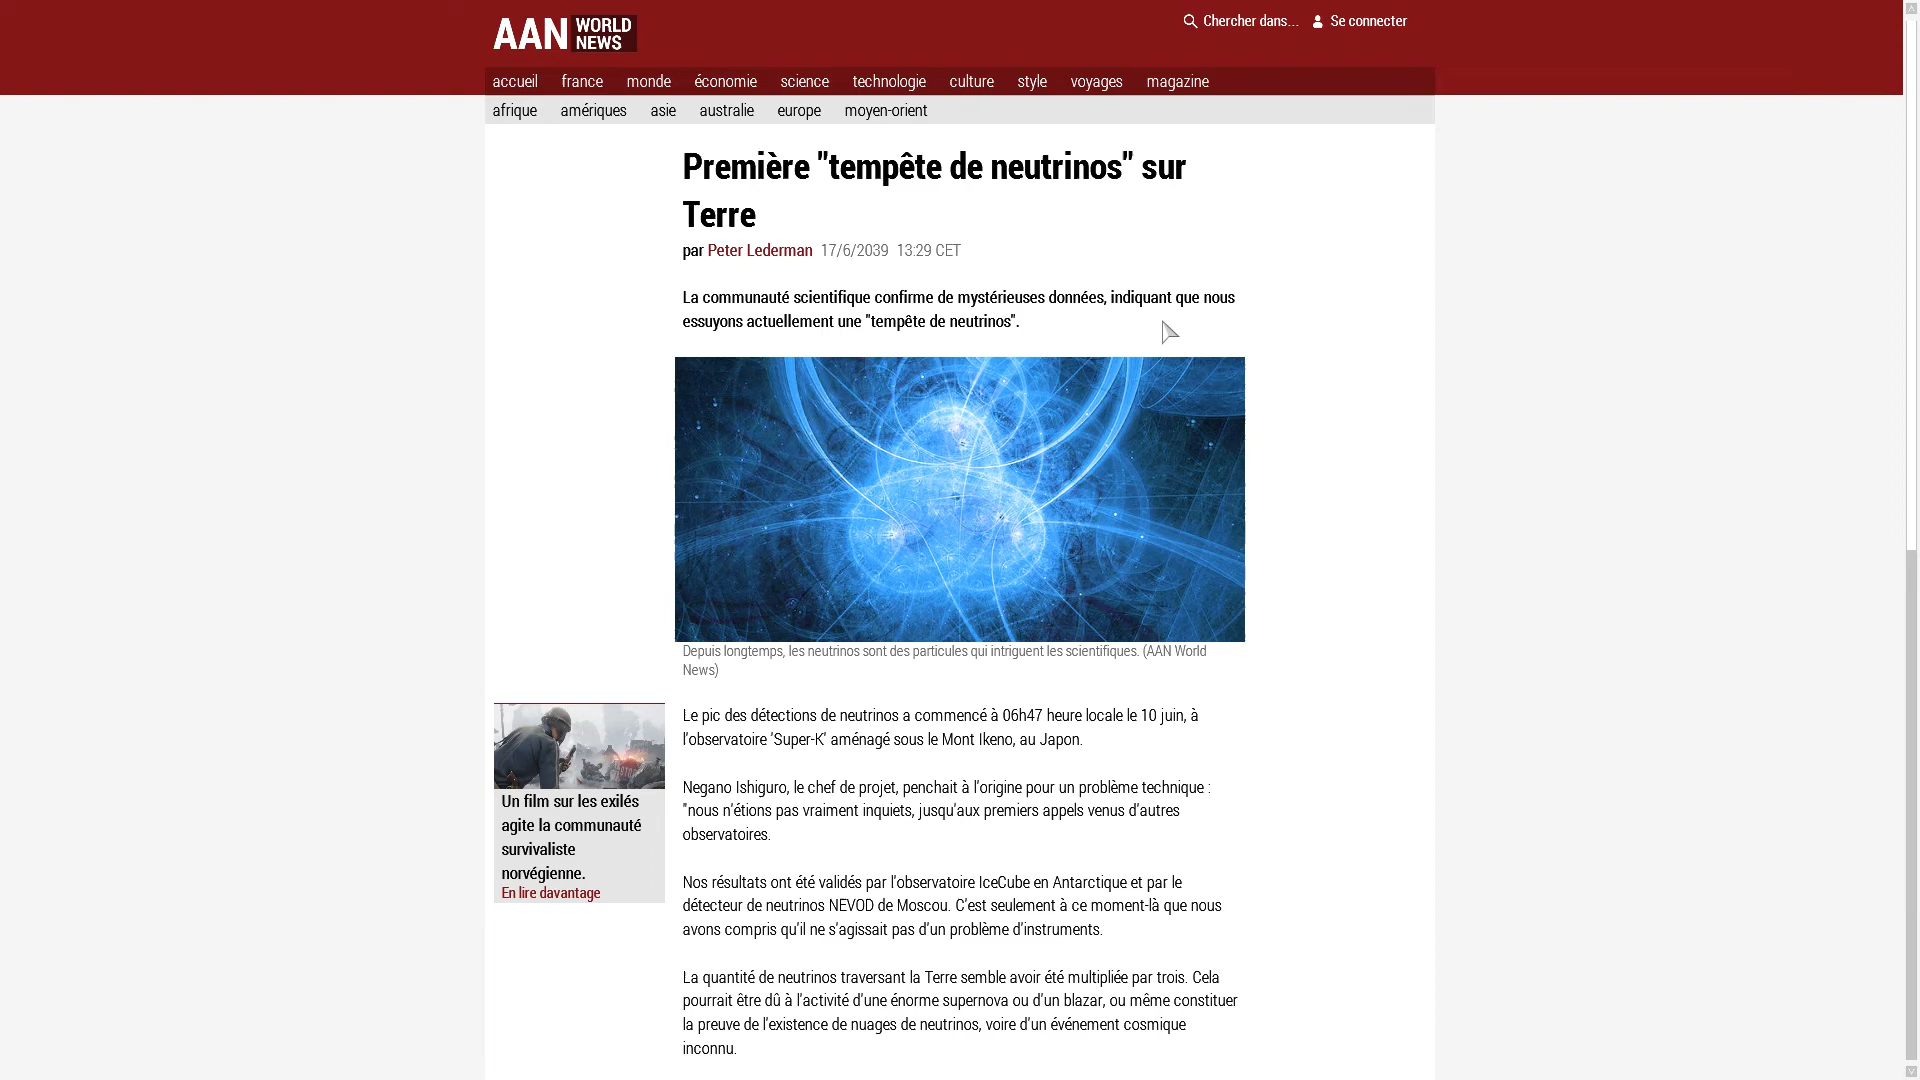 AAN WORLD NEWS
Chercher dans... Se connecter
accueil france monde économie science technologie culture style voyages magazine
afrique amériques asie australie europe moyen-orient
Première "tempête de neutrinos" sur
Terre
par Peter Lederman 17/6/2039 13:29 CET
La communauté scientifique confirme de mystérieuses données, indiquant que nous
essuyons actuellement une "tempête de neutrinos".
Depuis longtemps, les neutrinos sont des particules qui intriguent les scientifiques. (AAN World
News)
Le pic des détections de neutrinos a commencé à 06h47 heure locale le 10 juin, à
l'observatoire 'Super-K' aménagé sous le Mont Ikeno, au Japon.
Negano Ishiguro, le chef de projet, penchait à l'origine pour un problème technique :
"nous n'étions pas vraiment inquiets, jusqu'aux premiers appels venus d'autres
observatoires.
Nos résultats ont été validés par l'observatoire IceCube en Antarctique et par le
détecteur de neutrinos NEVOD de Moscou. C'est seulement à ce moment-là que nous
avons compris qu'il ne s'agissait pas d'un problème d'instruments.
La quantité de neutrinos traversant la Terre semble avoir été multipliée par trois. Cela
pourrait être dû à l'activité d'une énorme supernova ou d'un blazar, ou même constituer
la preuve de l'existence de nuages de neutrinos, voire d'un événement cosmique
inconnu.
STOP
Un film sur les exilés
agite la communauté
survivaliste
norvégienne.
En lire davantage